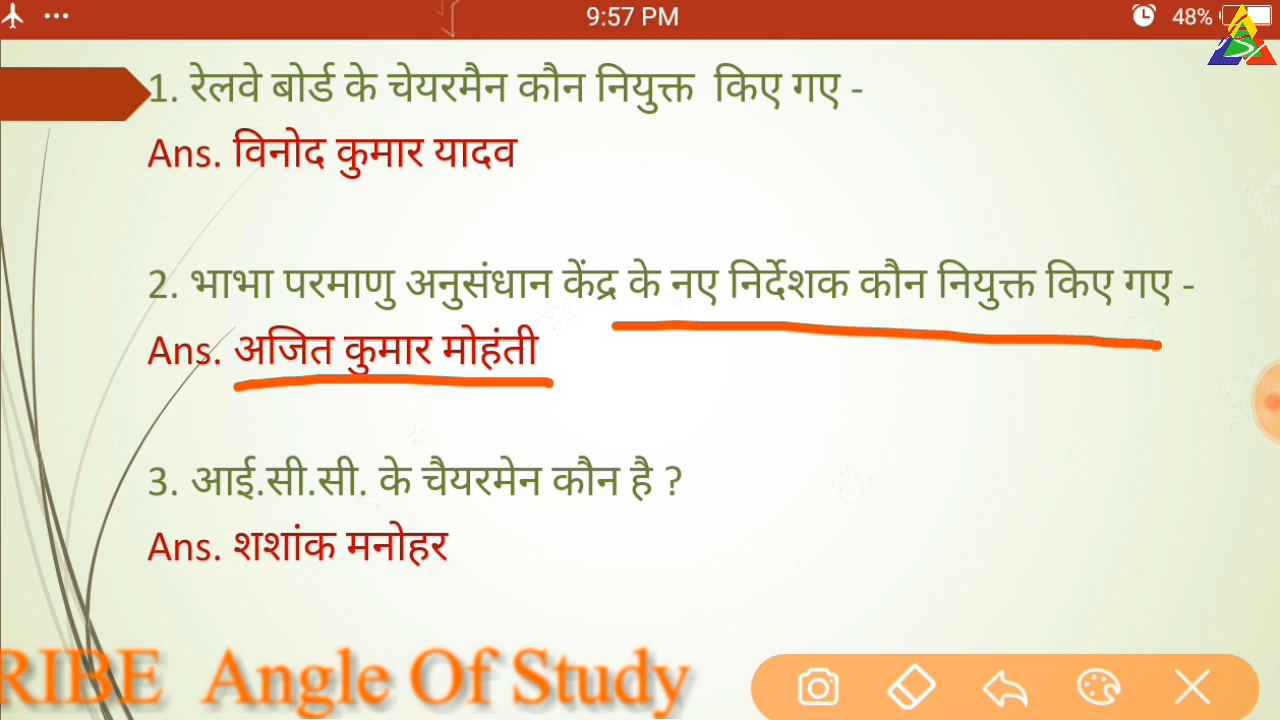 9:57 PM
48%
1. रेलवे बोर्ड के चेयरमैन कौन नियुक्त किए गए -
Ans. विनोद कुमार यादव
2. भाभा परमाणु अनुसंधान केंद्र के नए निर्देशक कौन नियुक्त किए गए -
Ans. अजित कुमार मोहंती
3. आई.सी.सी. के चैयरमेन कौन है ?
Ans. शशांक मनोहर
RIBE Angle Of Study